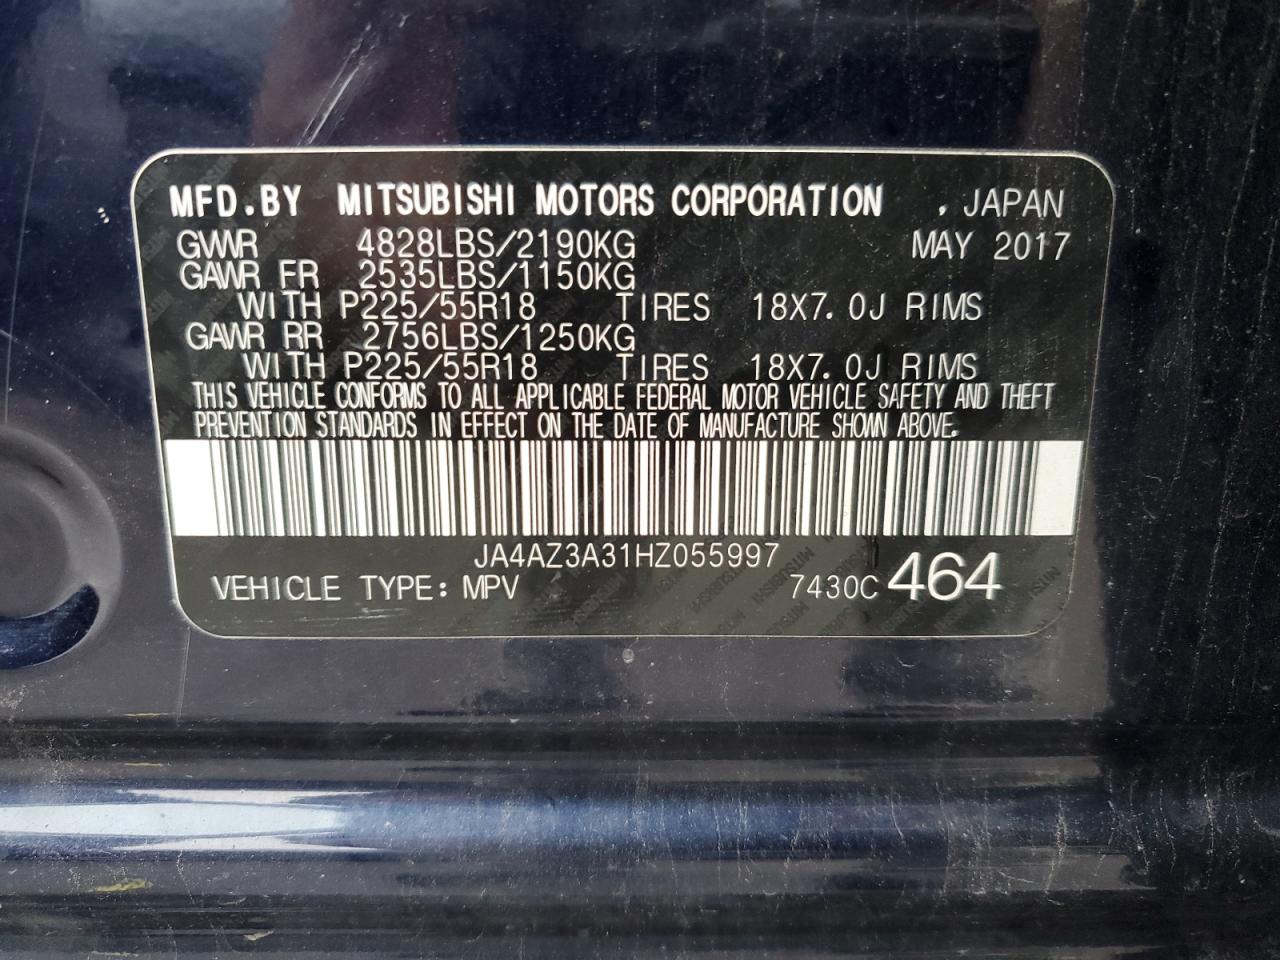 MFD.BY MITSUBISHI MOTORS CORPORATION , JAPAN
GVWR 4828LBS/2190KG MAY 2017
GAWR FR 2535LBS/1150KG
WITH P225/55R18 TIRES 18X7.0J RIMS
GAWR RR 2756LBS/1250KG
WITH P225/55R18 TIRES 18X7.0J RIMS
THIS VEHICLE CONFORMS TO ALL APPLICABLE FEDERAL MOTOR VEHICLE SAFETY AND THEFT
PREVENTION STANDARDS IN EFFECT ON THE DATE OF MANUFACTURE SHOWN ABOVE.
JA4AZ3A31HZ055997
VEHICLE TYPE: MPV 7430C 464